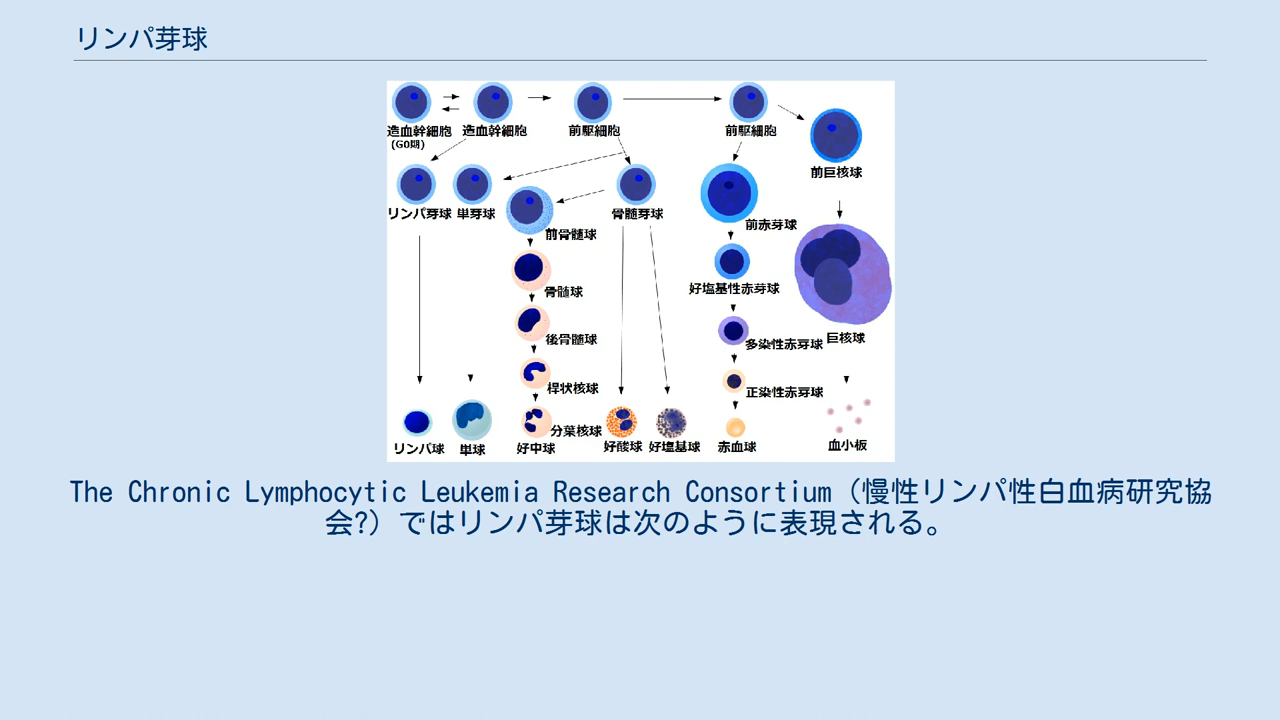 リンパ芽球
造血幹細胞
(G0期)
造血幹細胞
前駆細胞
前駆細胞
前巨核球
リンパ芽球
単芽球
前骨髄球
骨髄芽球
前赤芽球
骨髄球
好塩基性赤芽球
後骨髄球
多染性赤芽球
巨核球
桿状核球
正染性赤芽球
分葉核球
リンパ球
単球
好中球
好酸球
好塩基球
赤血球
血小板
The Chronic Lymphocytic Leukemia Research Consortium（慢性リンパ性白血病研究協
会?）ではリンパ芽球は次のように表現される。